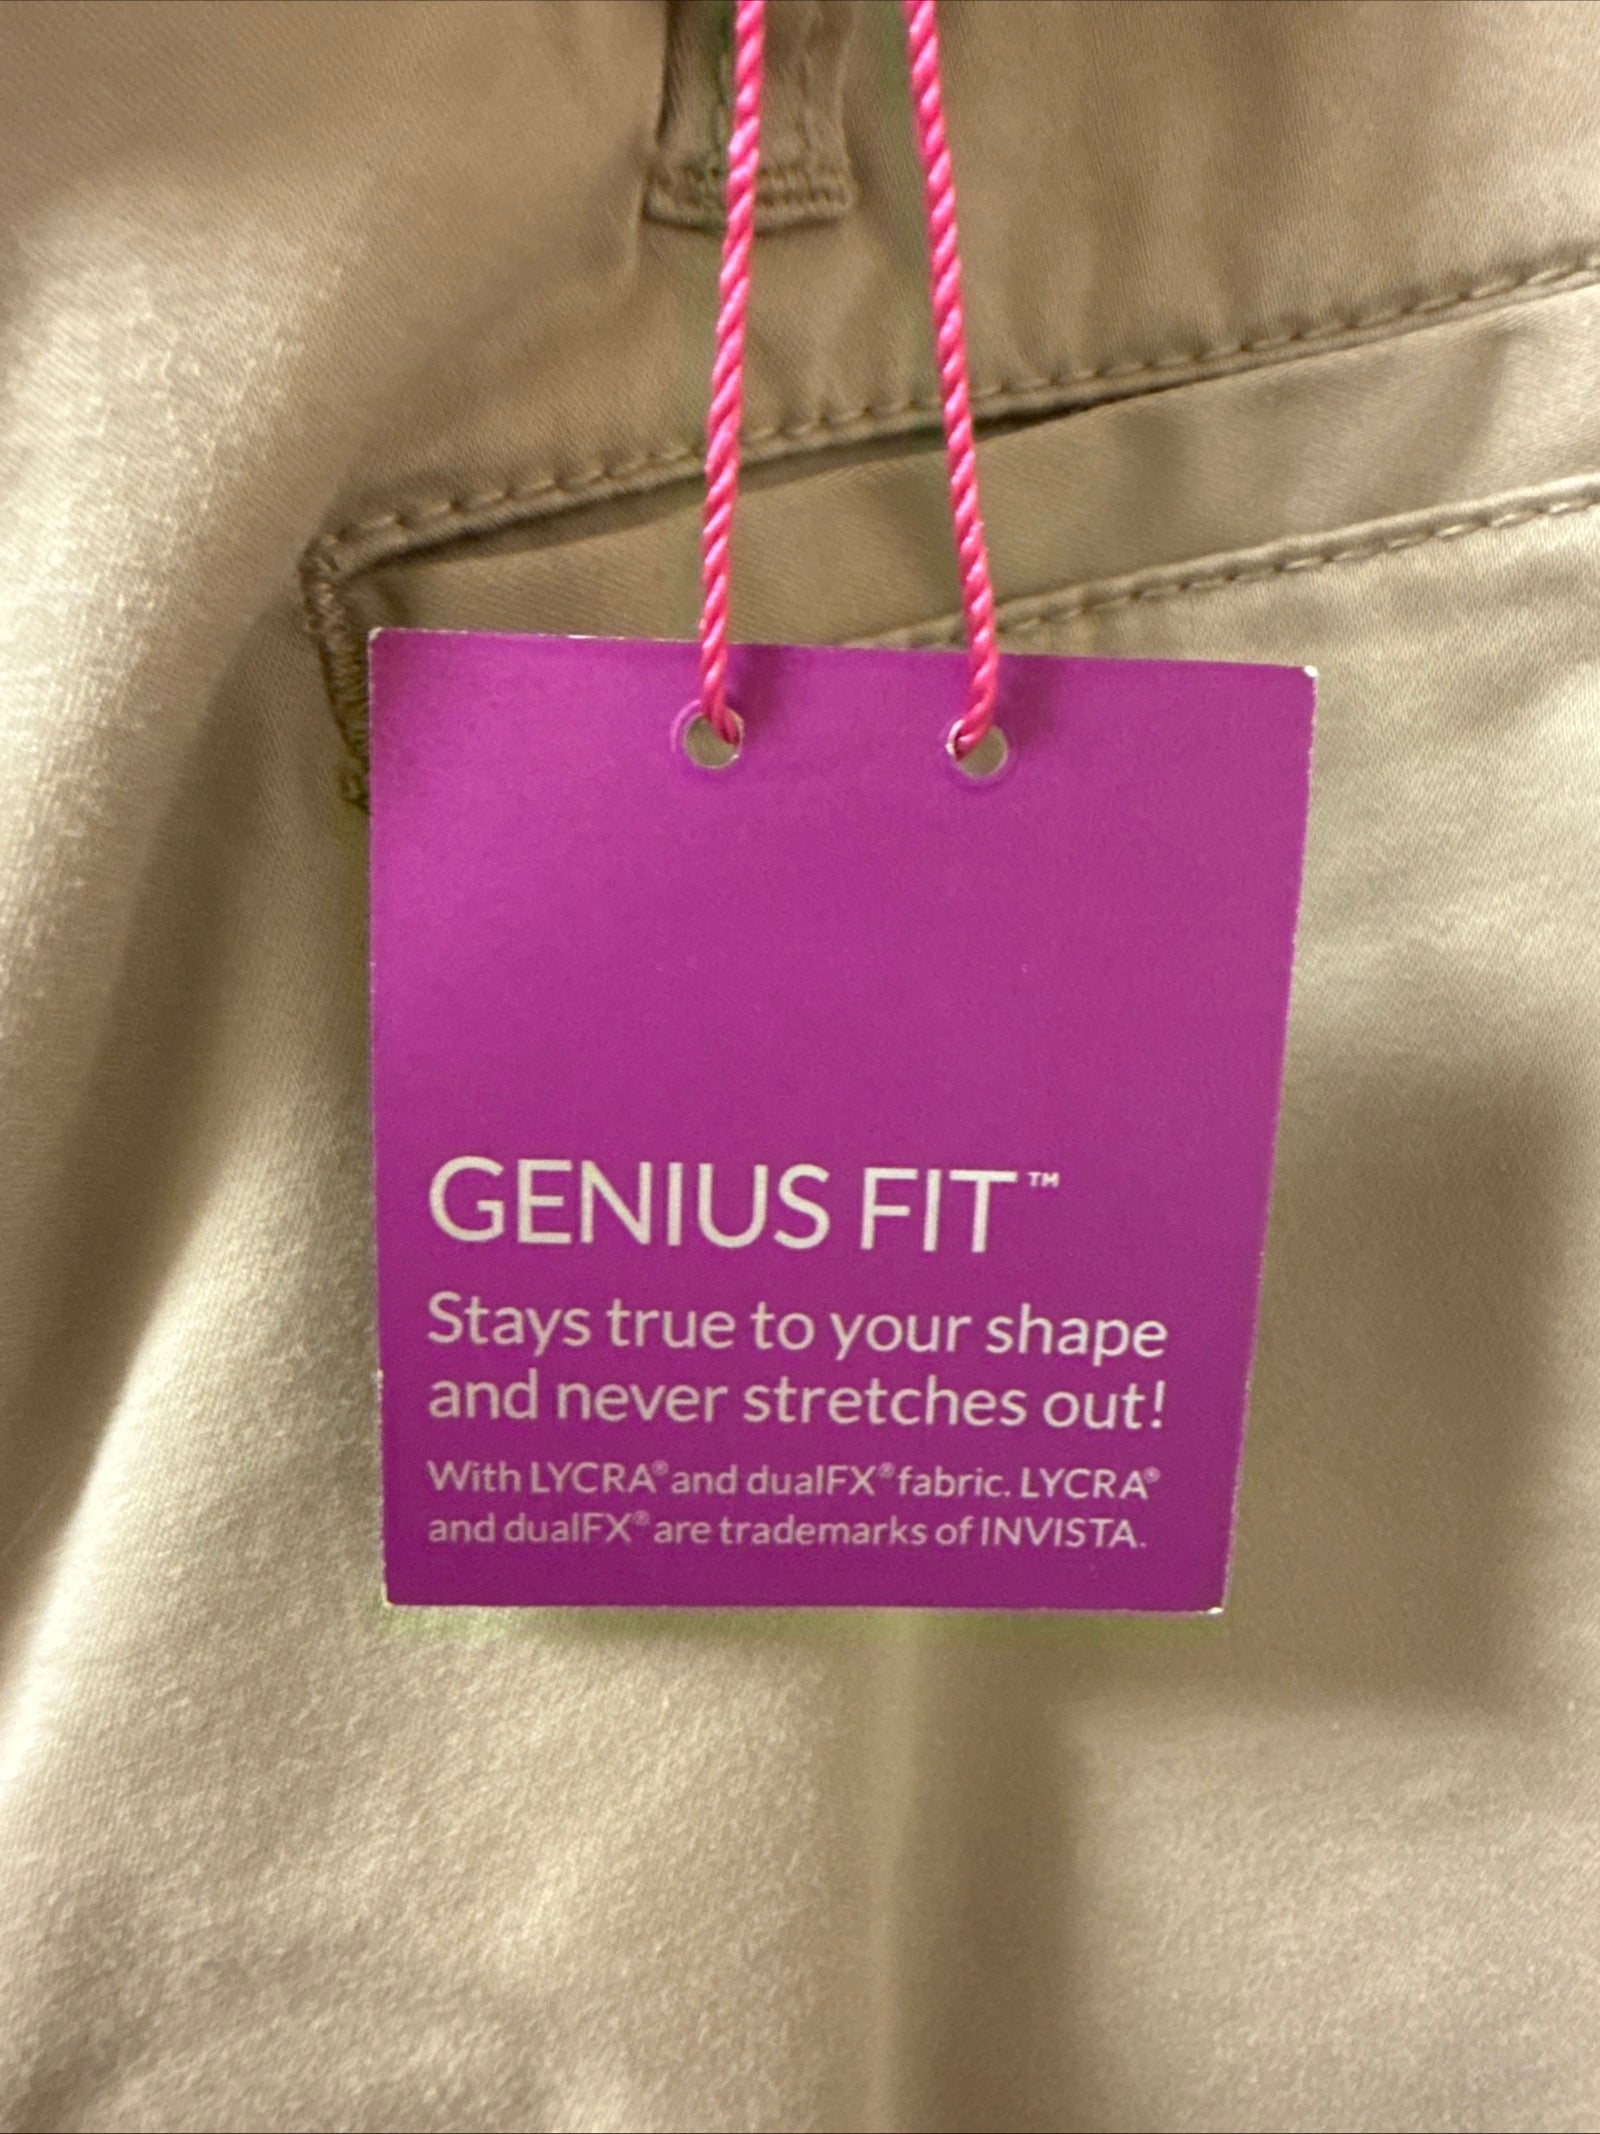 GENIUS FIT™
Stays true to your shape
and never stretches out!
With LYCRA® and dualFX® fabric. LYCRA®
and dualFX® are trademarks of INVISTA.